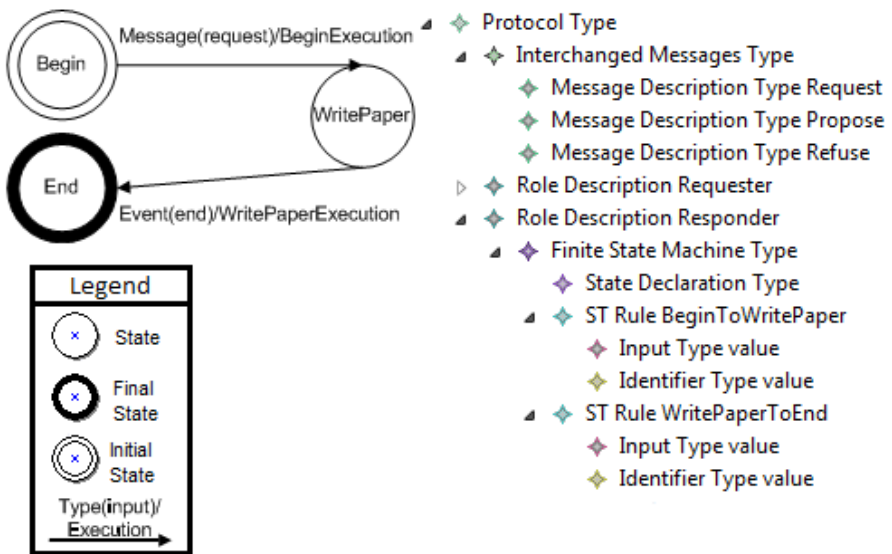 Begin
Message(request)/BeginExecution
WritePaper
End
Event(end)/WritePaperExecution
Legend
State
Final
State
Initial
State
Type(input)/
Execution
Protocol Type
Interchanged Messages Type
Message Description Type Request
Message Description Type Propose
Message Description Type Refuse
Role Description Requester
Role Description Responder
Finite State Machine Type
State Declaration Type
ST Rule BeginToWritePaper
Input Type value
Identifier Type value
ST Rule WritePaperToEnd
Input Type value
Identifier Type value